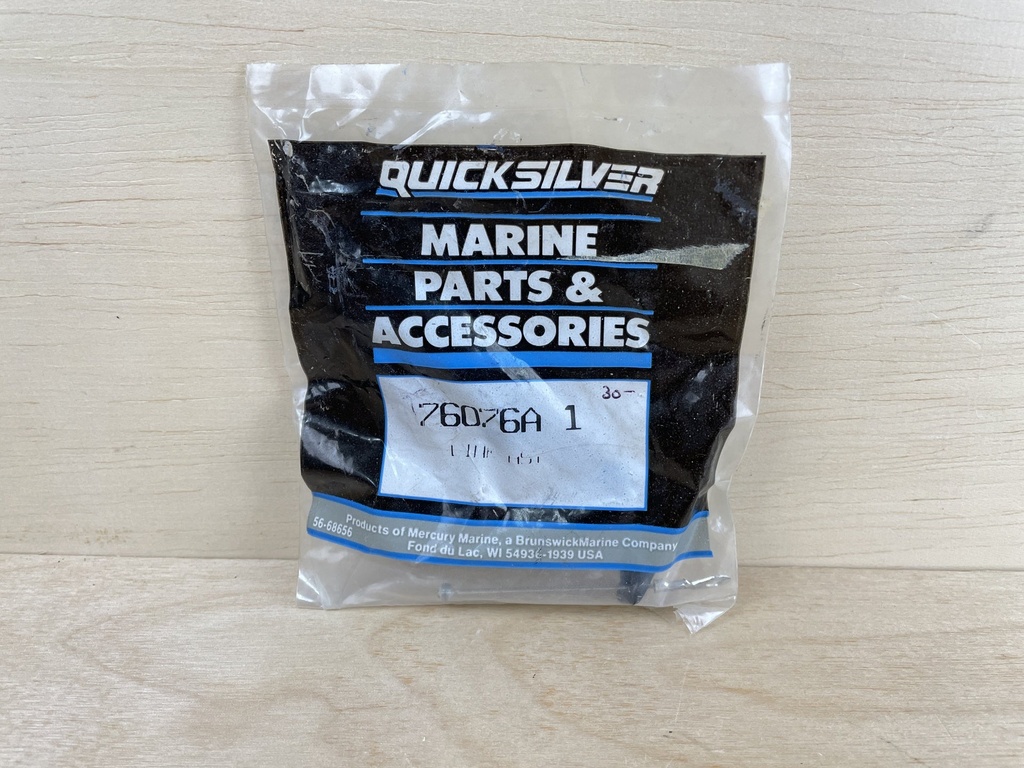 QUICKSILVER
MARINE
PARTS &
ACCESSORIES
30-
76076A 1
56-68656
Products of Mercury Marine, a BrunswickMarine Company
Fond du Lac, WI 54936-1939 USA